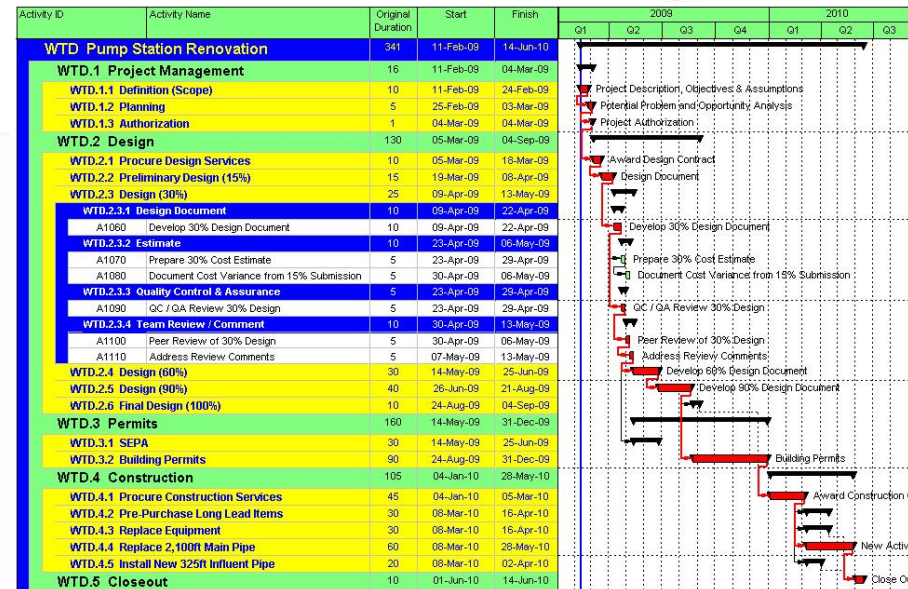 Activity ID Activity Name Original Duration Start Finish 2009 2010
Q1 Q2 Q3 Q4 Q1 Q2 Q3
WTD Pump Station Renovation 341 11-Feb-09 14-Jun-10
WTD.1 Project Management 16 11-Feb-09 04-Mar-09
WTD.1.1 Definition (Scope) 10 11-Feb-09 24-Feb-09 Project Description, Objectives & Assumptions
WTD.1.2 Planning 5 25-Feb-09 03-Mar-09 Potential Problem and Opportunity Analysis
WTD.1.3 Authorization 1 04-Mar-09 04-Mar-09 Project Authorization
WTD.2 Design 130 05-Mar-09 04-Sep-09
WTD.2.1 Procure Design Services 10 05-Mar-09 18-Mar-09 Award Design Contract
WTD.2.2 Preliminary Design (15%) 15 19-Mar-09 08-Apr-09 Design Document
WTD.2.3 Design (30%) 25 09-Apr-09 13-May-09
WTD.2.3.1 Design Document 10 09-Apr-09 22-Apr-09
A1060 Develop 30% Design Document 10 09-Apr-09 22-Apr-09 Develop 30% Design Document
WTD.2.3.2 Estimate 10 23-Apr-09 06-May-09
A1070 Prepare 30% Cost Estimate 5 23-Apr-09 29-Apr-09 Prepare 30% Cost Estimate
A1080 Document Cost Variance from 15% Submission 5 30-Apr-09 06-May-09 Document Cost Variance from 15% Submission
WTD.2.3.3 Quality Control & Assurance 5 23-Apr-09 29-Apr-09
A1090 QC / QA Review 30% Design 5 23-Apr-09 29-Apr-09 QC / QA Review 30% Design
WTD.2.3.4 Team Review / Comment 10 30-Apr-09 13-May-09
A1100 Peer Review of 30% Design 5 30-Apr-09 06-May-09 Peer Review of 30% Design
A1110 Address Review Comments 5 07-May-09 13-May-09 Address Review Comments
WTD.2.4 Design (60%) 30 14-May-09 25-Jun-09 Develop 60% Design Document
WTD.2.5 Design (90%) 40 26-Jun-09 21-Aug-09 Develop 90% Design Document
WTD.2.6 Final Design (100%) 10 24-Aug-09 04-Sep-09
WTD.3 Permits 160 14-May-09 31-Dec-09
WTD.3.1 SEPA 30 14-May-09 25-Jun-09
WTD.3.2 Building Permits 90 24-Aug-09 31-Dec-09 Building Permits
WTD.4 Construction 105 04-Jan-10 28-May-10
WTD.4.1 Procure Construction Services 45 04-Jan-10 05-Mar-10 Award Construction
WTD.4.2 Pre-Purchase Long Lead Items 30 08-Mar-10 16-Apr-10
WTD.4.3 Replace Equipment 30 08-Mar-10 16-Apr-10
WTD.4.4 Replace 2,100ft Main Pipe 60 08-Mar-10 28-May-10 New Activ
WTD.4.5 Install New 325ft Influent Pipe 20 08-Mar-10 02-Apr-10
WTD.5 Closeout 10 01-Jun-10 14-Jun-10 Close